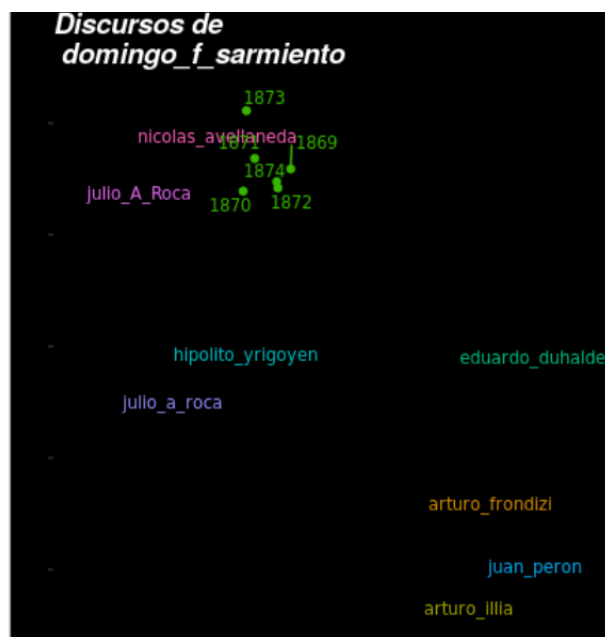 Discursos de
domingo_f_sarmiento
1873
nicolas_avellaneda
1871
1869
1874
julio_A_Roca
1870
1872
hipolito_yrigoyen
eduardo_duhalde
julio_a_roca
arturo_frondizi
juan_peron
arturo_illia